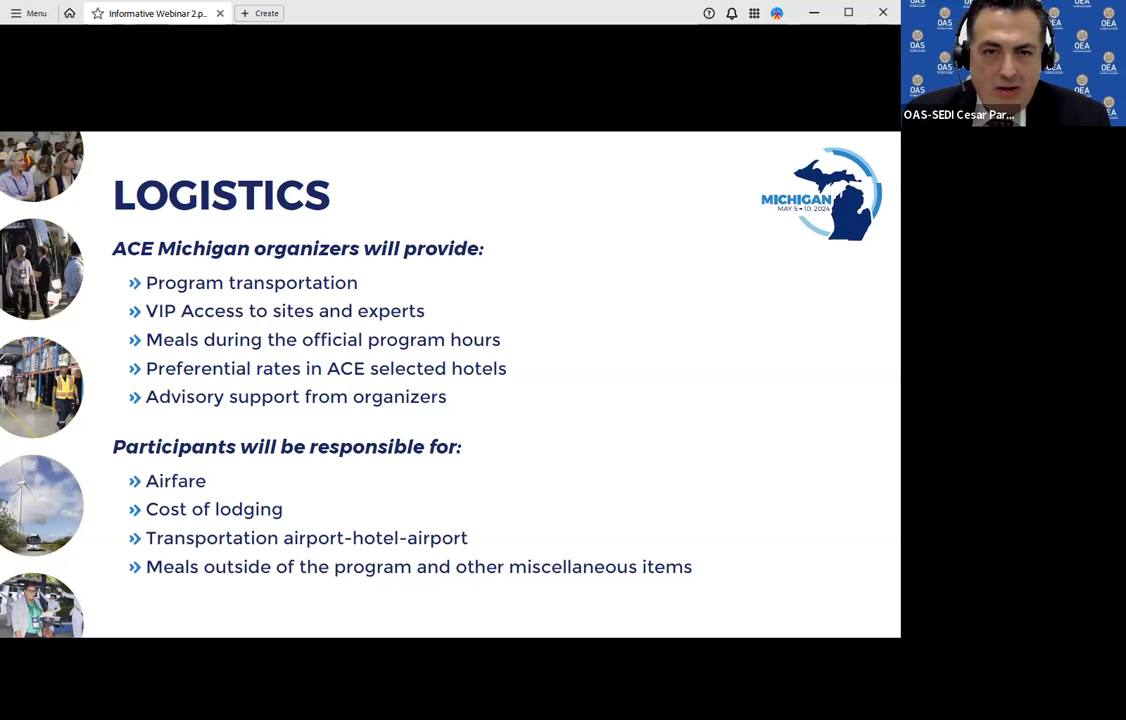 Menu
Informative Webinar 2.p..
+ Create
OAS
OEA
OAS-SEDI Cesar Par...
LOGISTICS
MICHIGAN
MAY 5 - 10, 2024
ACE Michigan organizers will provide:
» Program transportation
» VIP Access to sites and experts
» Meals during the official program hours
» Preferential rates in ACE selected hotels
» Advisory support from organizers
Participants will be responsible for:
» Airfare
» Cost of lodging
» Transportation airport-hotel-airport
» Meals outside of the program and other miscellaneous items